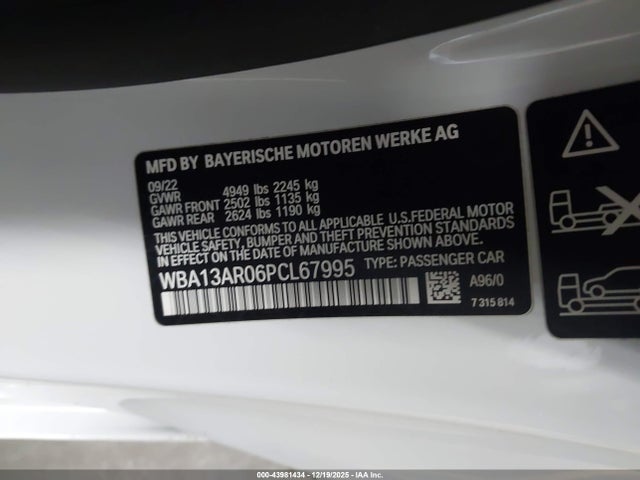 MFD BY BAYERISCHE MOTOREN WERKE AG
09/22
GVWR 4949 lbs 2245 kg
GAWR FRONT 2502 lbs 1135 kg
GAWR REAR 2624 lbs 1190 kg
THIS VEHICLE CONFORMS TO ALL APPLICABLE U.S.FEDERAL MOTOR
VEHICLE SAFETY, BUMPER AND THEFT PREVENTION STANDARDS
IN EFFECT ON THE DATE OF MANUFACTURE SHOWN ABOVE.
WBA13AR06PCL67995 TYPE: PASSENGER CAR
A96/0
7 315 814
000-43981434 - 12/19/2025 - IAA Inc.